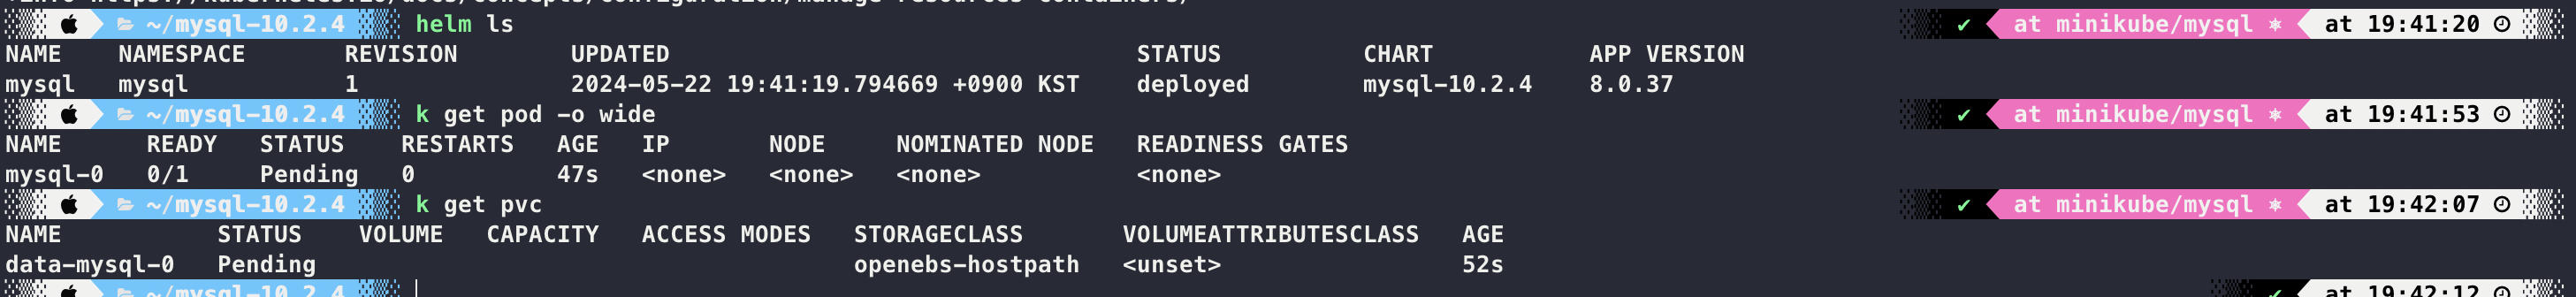 ~/mysql-10.2.4 helm ls ✔ at minikube/mysql ⎈ at 19:41:20
NAME NAMESPACE REVISION UPDATED STATUS CHART APP VERSION
mysql mysql 1 2024-05-22 19:41:19.794669 +0900 KST deployed mysql-10.2.4 8.0.37
~/mysql-10.2.4 k get pod -o wide ✔ at minikube/mysql ⎈ at 19:41:53
NAME READY STATUS RESTARTS AGE IP NODE NOMINATED NODE READINESS GATES
mysql-0 0/1 Pending 0 47s <none> <none> <none> <none>
~/mysql-10.2.4 k get pvc ✔ at minikube/mysql ⎈ at 19:42:07
NAME STATUS VOLUME CAPACITY ACCESS MODES STORAGECLASS VOLUMEATTRIBUTESCLASS AGE
data-mysql-0 Pending openebs-hostpath <unset> 52s
~/mysql-10.2.4 ✔ at 19:42:12